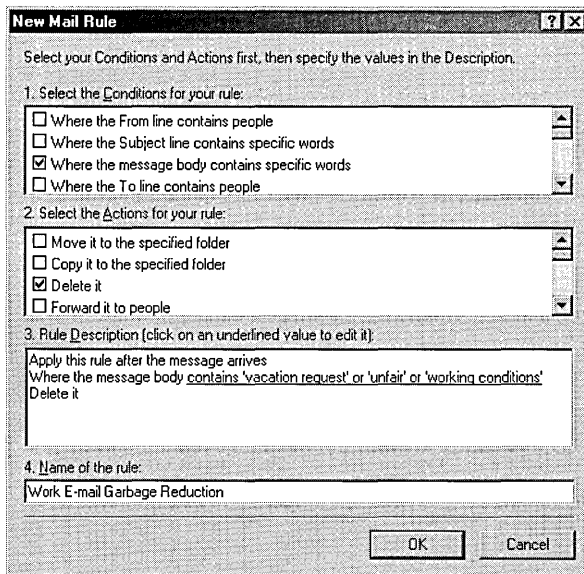 New Mail Rule
Select your Conditions and Actions first, then specify the values in the Description.
1. Select the Conditions for your rule:
Where the From line contains people
Where the Subject line contains specific words
Where the message body contains specific words
Where the To line contains people
2. Select the Actions for your rule:
Move it to the specified folder
Copy it to the specified folder
Delete it
Forward it to people
3. Rule Description (click on an underlined value to edit it):
Apply this rule after the message arrives
Where the message body contains 'vacation request' or 'unfair' or 'working conditions'
Delete it
4. Name of the rule:
Work E-mail Garbage Reduction
OK Cancel